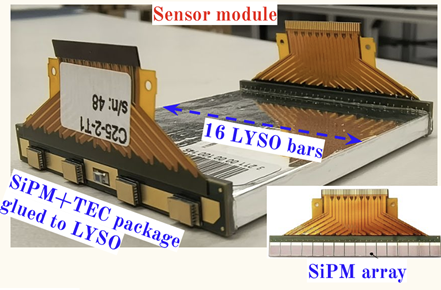 Sensor module
C25-2-T1
s/n: 48
16 LYSO bars
SiPM+TEC package
glued to LYSO
SiPM array